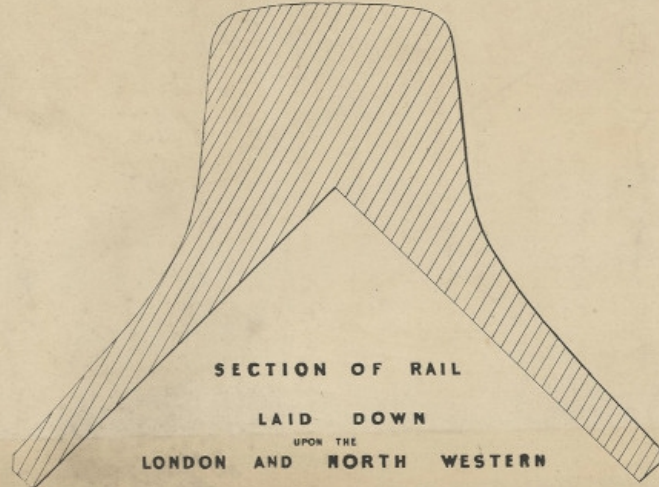 SECTION OF RAIL
LAID DOWN
UPON THE
LONDON AND NORTH WESTERN